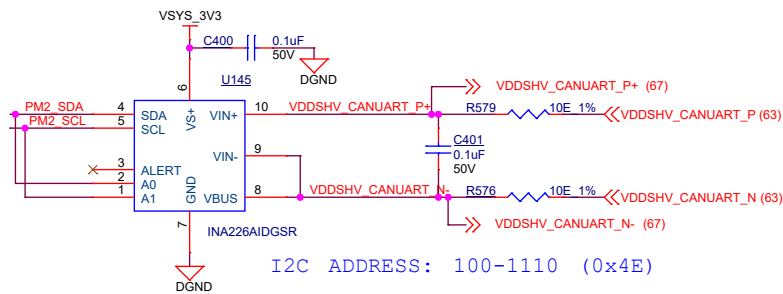 VSYS_3V3
C400
0.1uF
50V
DGND
U145
PM2_SDA
PM2_SCL
4
5
3
2
1
6
7
10
9
8
SDA
SCL
ALERT
A0
A1
VS+
GND
VIN+
VIN-
VBUS
INA226AIDGSR
DGND
VDDSHV_CANUART_P+
VDDSHV_CANUART_P+ (67)
R579
10E_1%
VDDSHV_CANUART_P (63)
C401
0.1uF
50V
VDDSHV_CANUART_N-
R576
10E_1%
VDDSHV_CANUART_N (63)
VDDSHV_CANUART_N- (67)
I2C ADDRESS: 100-1110 (0x4E)